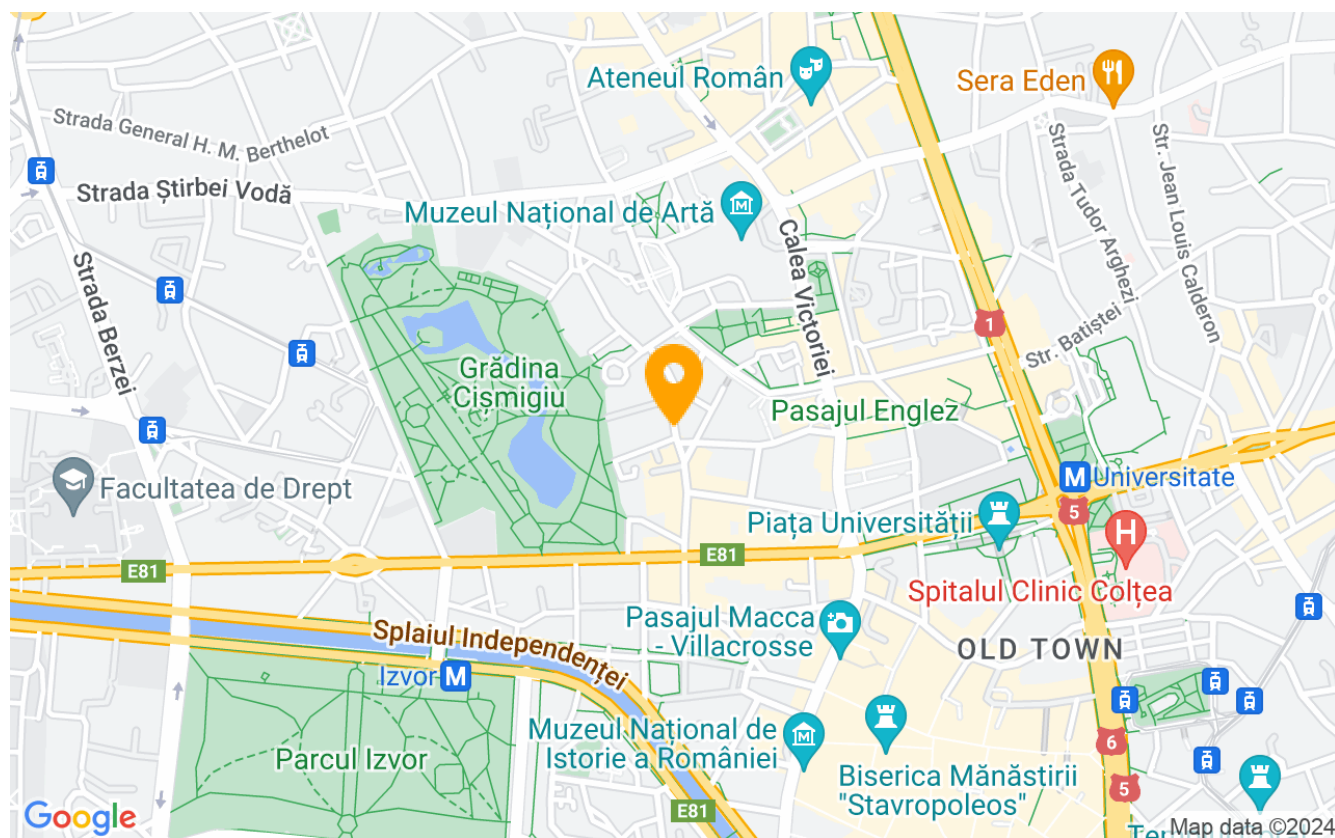 Ateneul Român
Sera Eden
Strada General H. M. Berthelot
Strada Știrbei Vodă
Muzeul Național de Artă
Calea Victoriei
Strada Tudor Arghezi
Str. Jean Louis Calderon
Strada Berzei
1
Str. Batiștei
Grădina
Cișmigiu
Pasajul Englez
Facultatea de Drept
M
Universitate
5
Piața Universității
H
E81
E81
Spitalul Clinic Colțea
Splaiul Independenței
Pasajul Macca
- Villacrosse
OLD TOWN
Izvor
M
Muzeul Național de
Istorie a României
Parcul Izvor
6
Biserica Mănăstirii
"Stavropoleos"
5
E81
Google
Map data ©2024